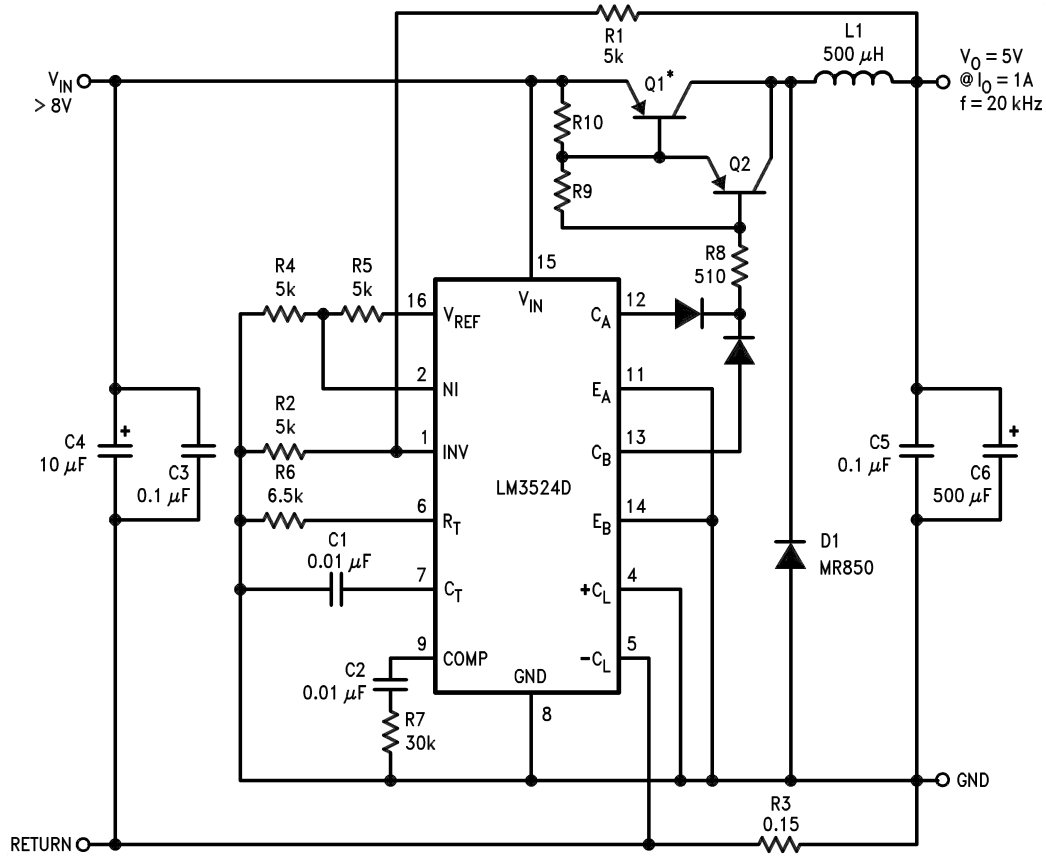 R1
5k
L1
500 μH
V_O = 5V
@ I_O = 1A
f = 20 kHz
V_IN
> 8V
Q1*
R10
Q2
R9
R8
510
R4
5k
R5
5k
15
V_IN
16
V_REF
12
C_A
2
NI
11
E_A
R2
5k
1
INV
13
C_B
C4
+
10 μF
C3
0.1 μF
R6
6.5k
LM3524D
C5
0.1 μF
+
C6
500 μF
6
R_T
14
E_B
C1
0.01 μF
7
C_T
4
+C_L
D1
MR850
9
COMP
5
–C_L
C2
0.01 μF
GND
8
R7
30k
GND
R3
0.15
RETURN